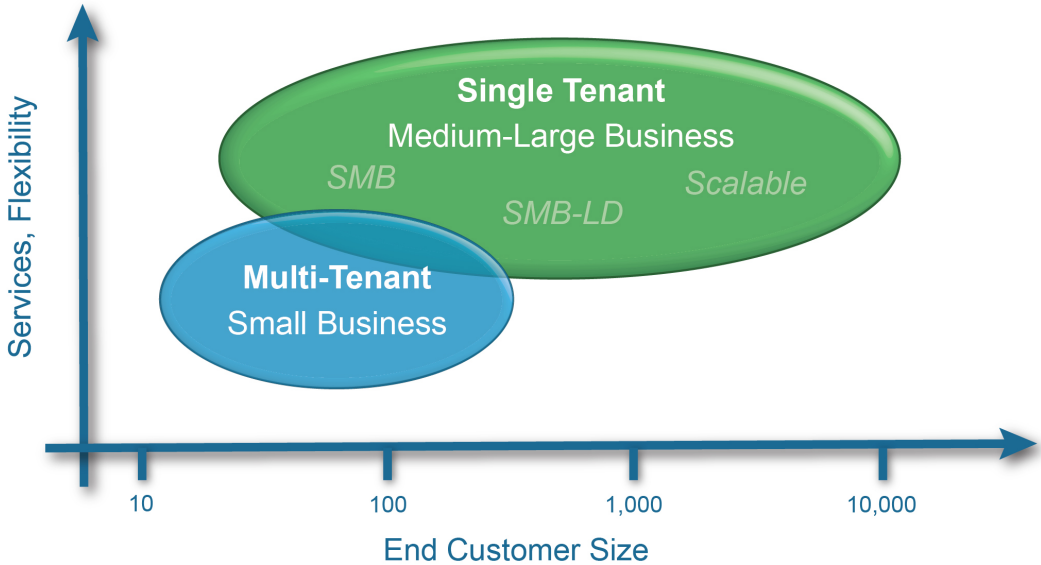 Services, Flexibility
Single Tenant
Medium-Large Business
SMB
Scalable
SMB-LD
Multi-Tenant
Small Business
10
100
1,000
10,000
End Customer Size